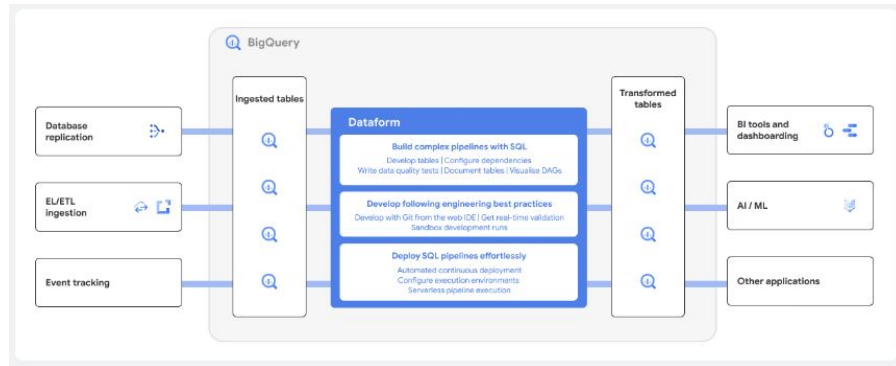 BigQuery
Database
replication
EL/ETL
ingestion
Event tracking
Ingested tables
Dataform
Build complex pipelines with SQL
Develop tables | Configure dependencies
Write data quality tests | Document tables | Visualise DAGs
Develop following engineering best practices
Develop with Git from the web IDE | Get real-time validation
Sandbox development runs
Deploy SQL pipelines effortlessly
Automated continuous deployment
Configure execution environments
Serverless pipeline execution
Transformed
tables
BI tools and
dashboarding
AI / ML
Other applications